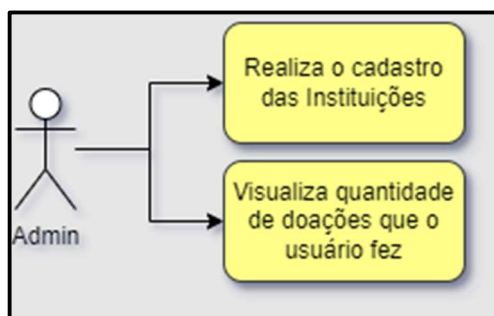 Realiza o cadastro
das Instituições
Admin
Visualiza quantidade
de doações que o
usuário fez